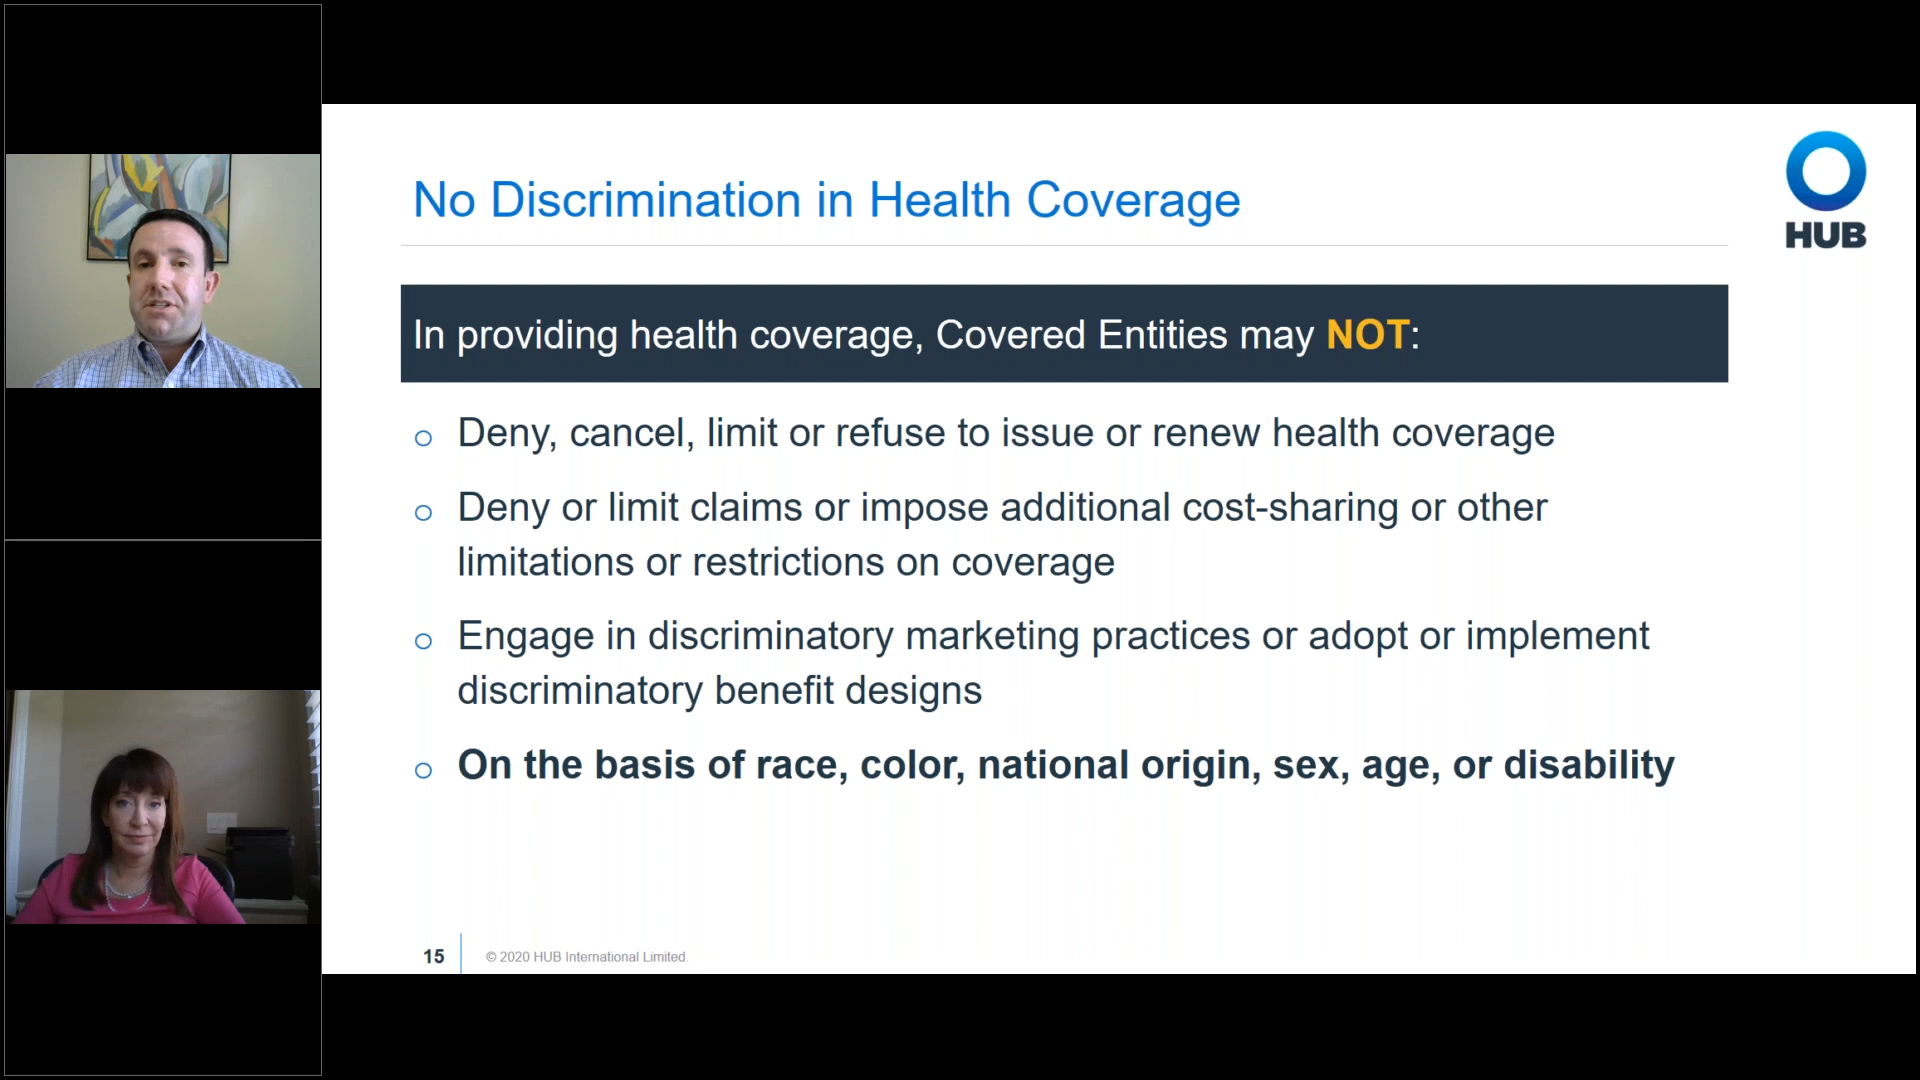 No Discrimination in Health Coverage
HUB
In providing health coverage, Covered Entities may NOT:
Deny, cancel, limit or refuse to issue or renew health coverage
Deny or limit claims or impose additional cost-sharing or other
limitations or restrictions on coverage
Engage in discriminatory marketing practices or adopt or implement
discriminatory benefit designs
On the basis of race, color, national origin, sex, age, or disability
15
© 2020 HUB International Limited.